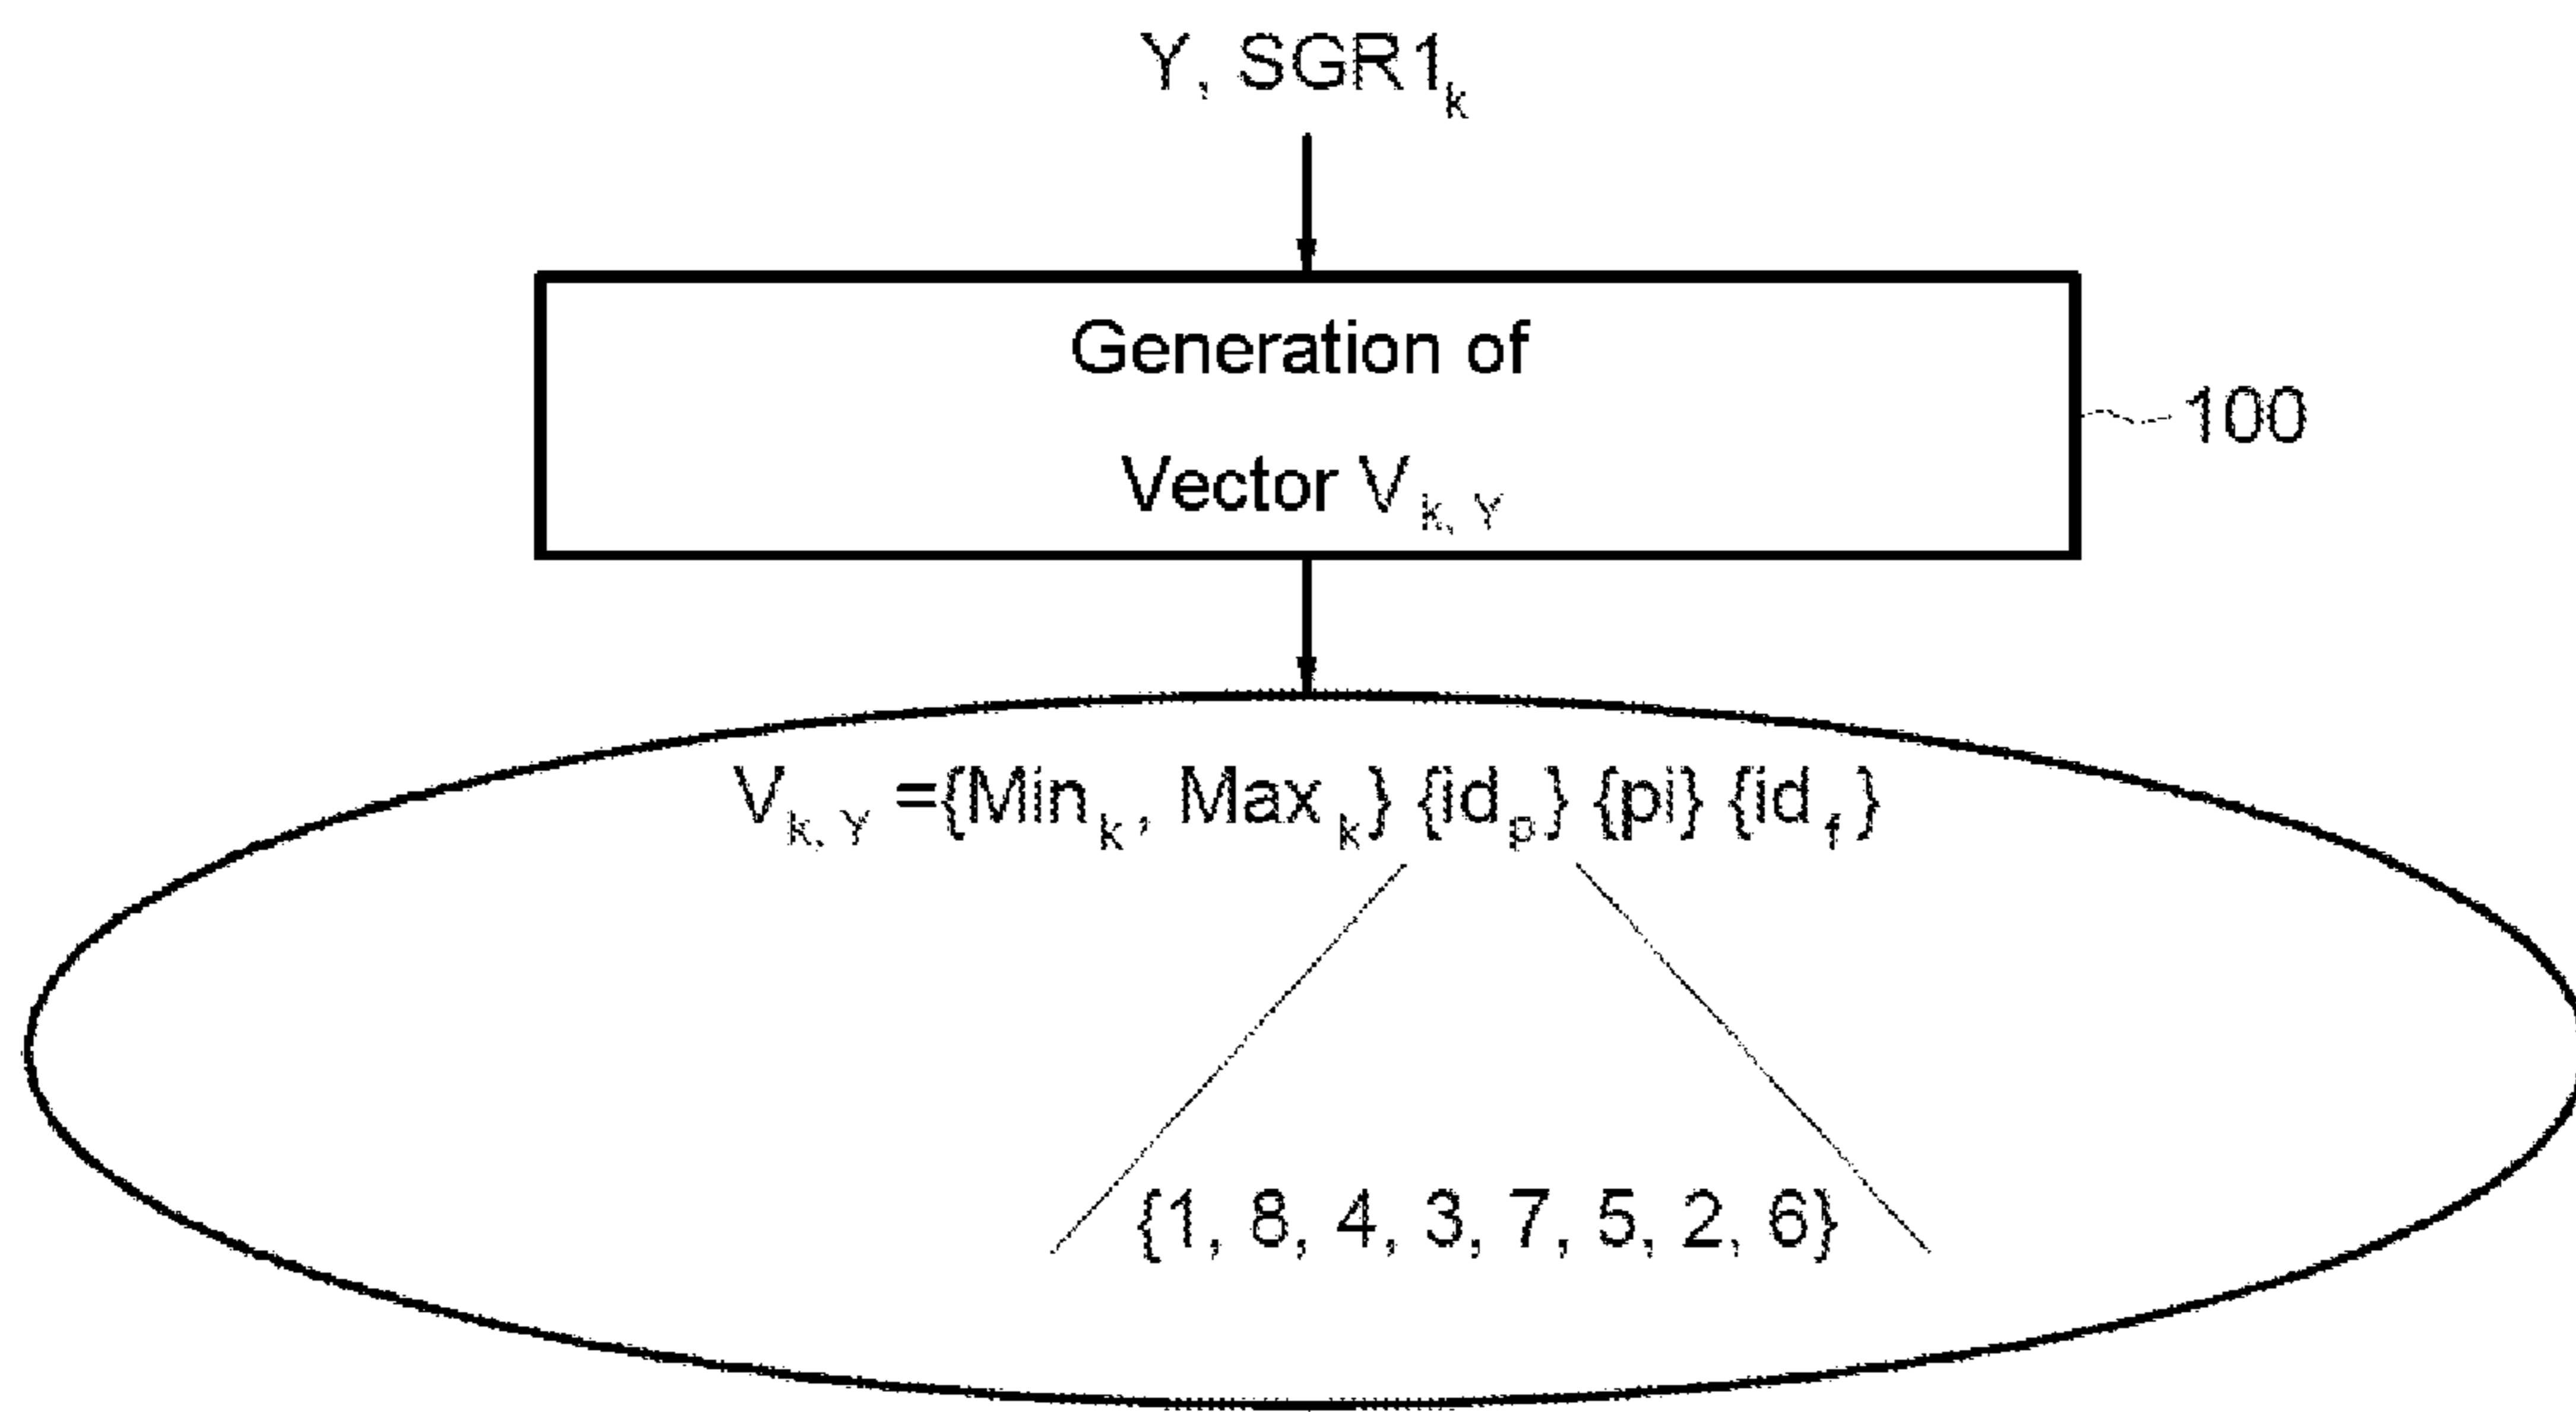 Y, SGR1k
Generation of
Vector Vk, Y
100
Vk, Y ={Mink, Maxk} {idp} {pi} {idf}
{1, 8, 4, 3, 7, 5, 2, 6}